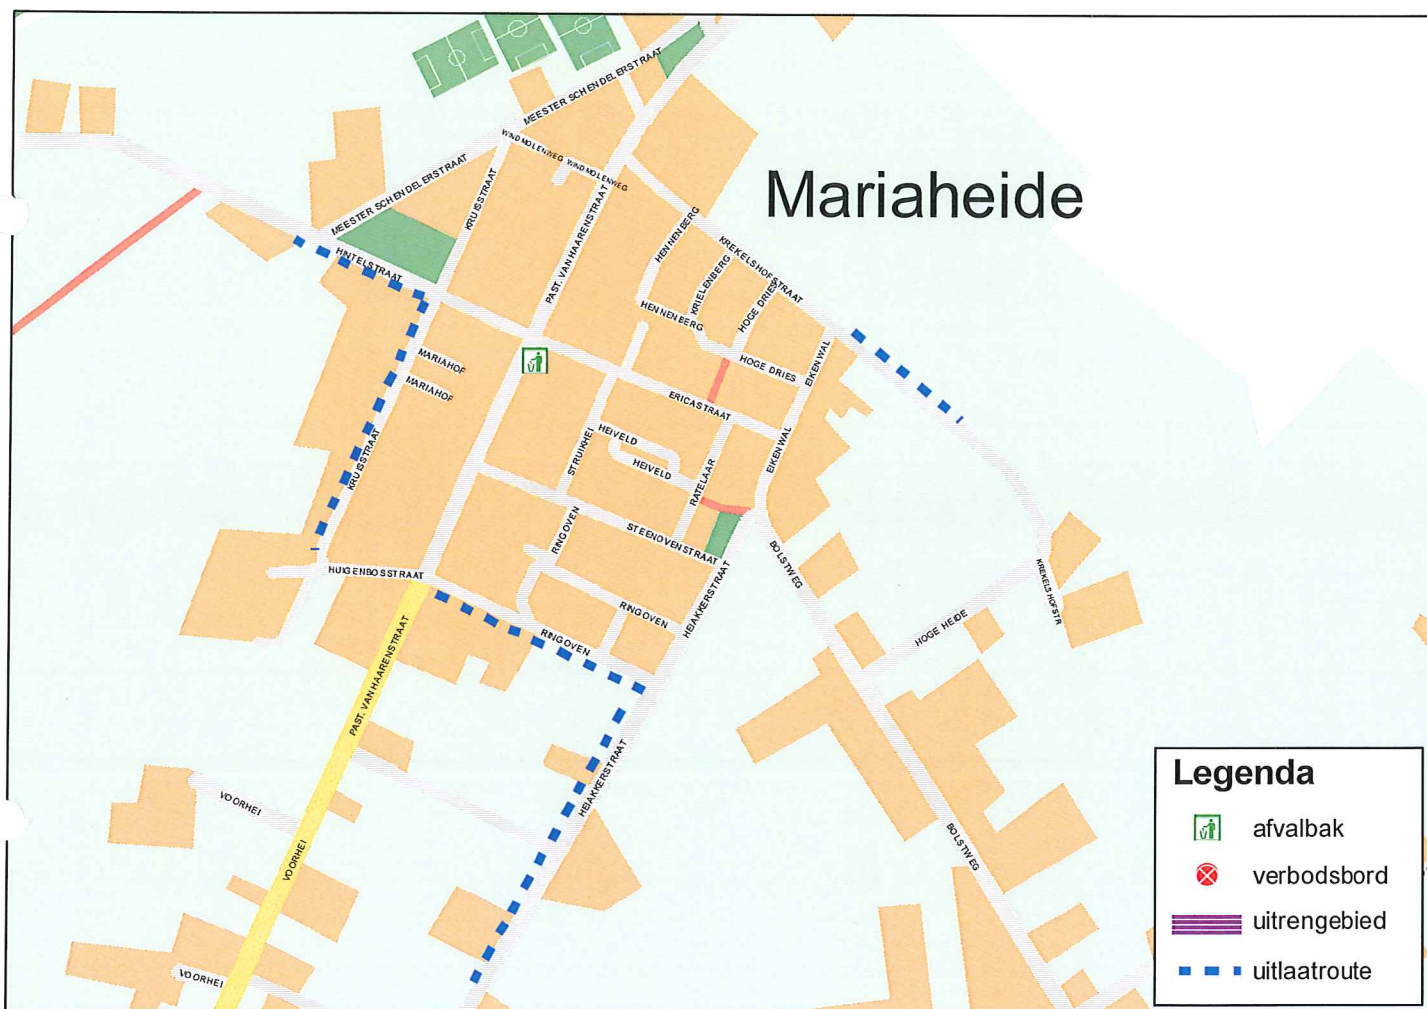 MEESTER SCHENDELERSTRAAT
WINDMOLENWEG
WINDMOLENWEG
Mariaheide
MEESTER SCHENDELERSTRAAT
KRUISSTRAAT
PAST. VAN HAARENSTRAAT
HENNENBERG
KREKELSHOFSTRAAT
HINTELSTRAAT
KRIELENBERG
HOGE DRIES
HENNENBERG
MARIAHOF
HOGE DRIES
EIKENWAL
MARIAHOF
ERICASTRAAT
KRUISSTRAAT
STRUIKHEI
HEIVELD
HEIVELD
EIKENWAL
RATELAAR
RINGOVEN
STEENOVENSTRAAT
BOLSTWEG
HUIGENBOSSTRAAT
HEIAKKERSTRAAT
KREKELSHOFSTR
RINGOVEN
RINGOVEN
HOGE HEIDE
PAST. VAN HAARENSTRAAT
HEIAKKERSTRAAT
VOORHEI
VOORHEI
BOLSTWEG
VOORHEI
Legenda
afvalbak
verbodsbord
uitrengebied
uitlaatroute